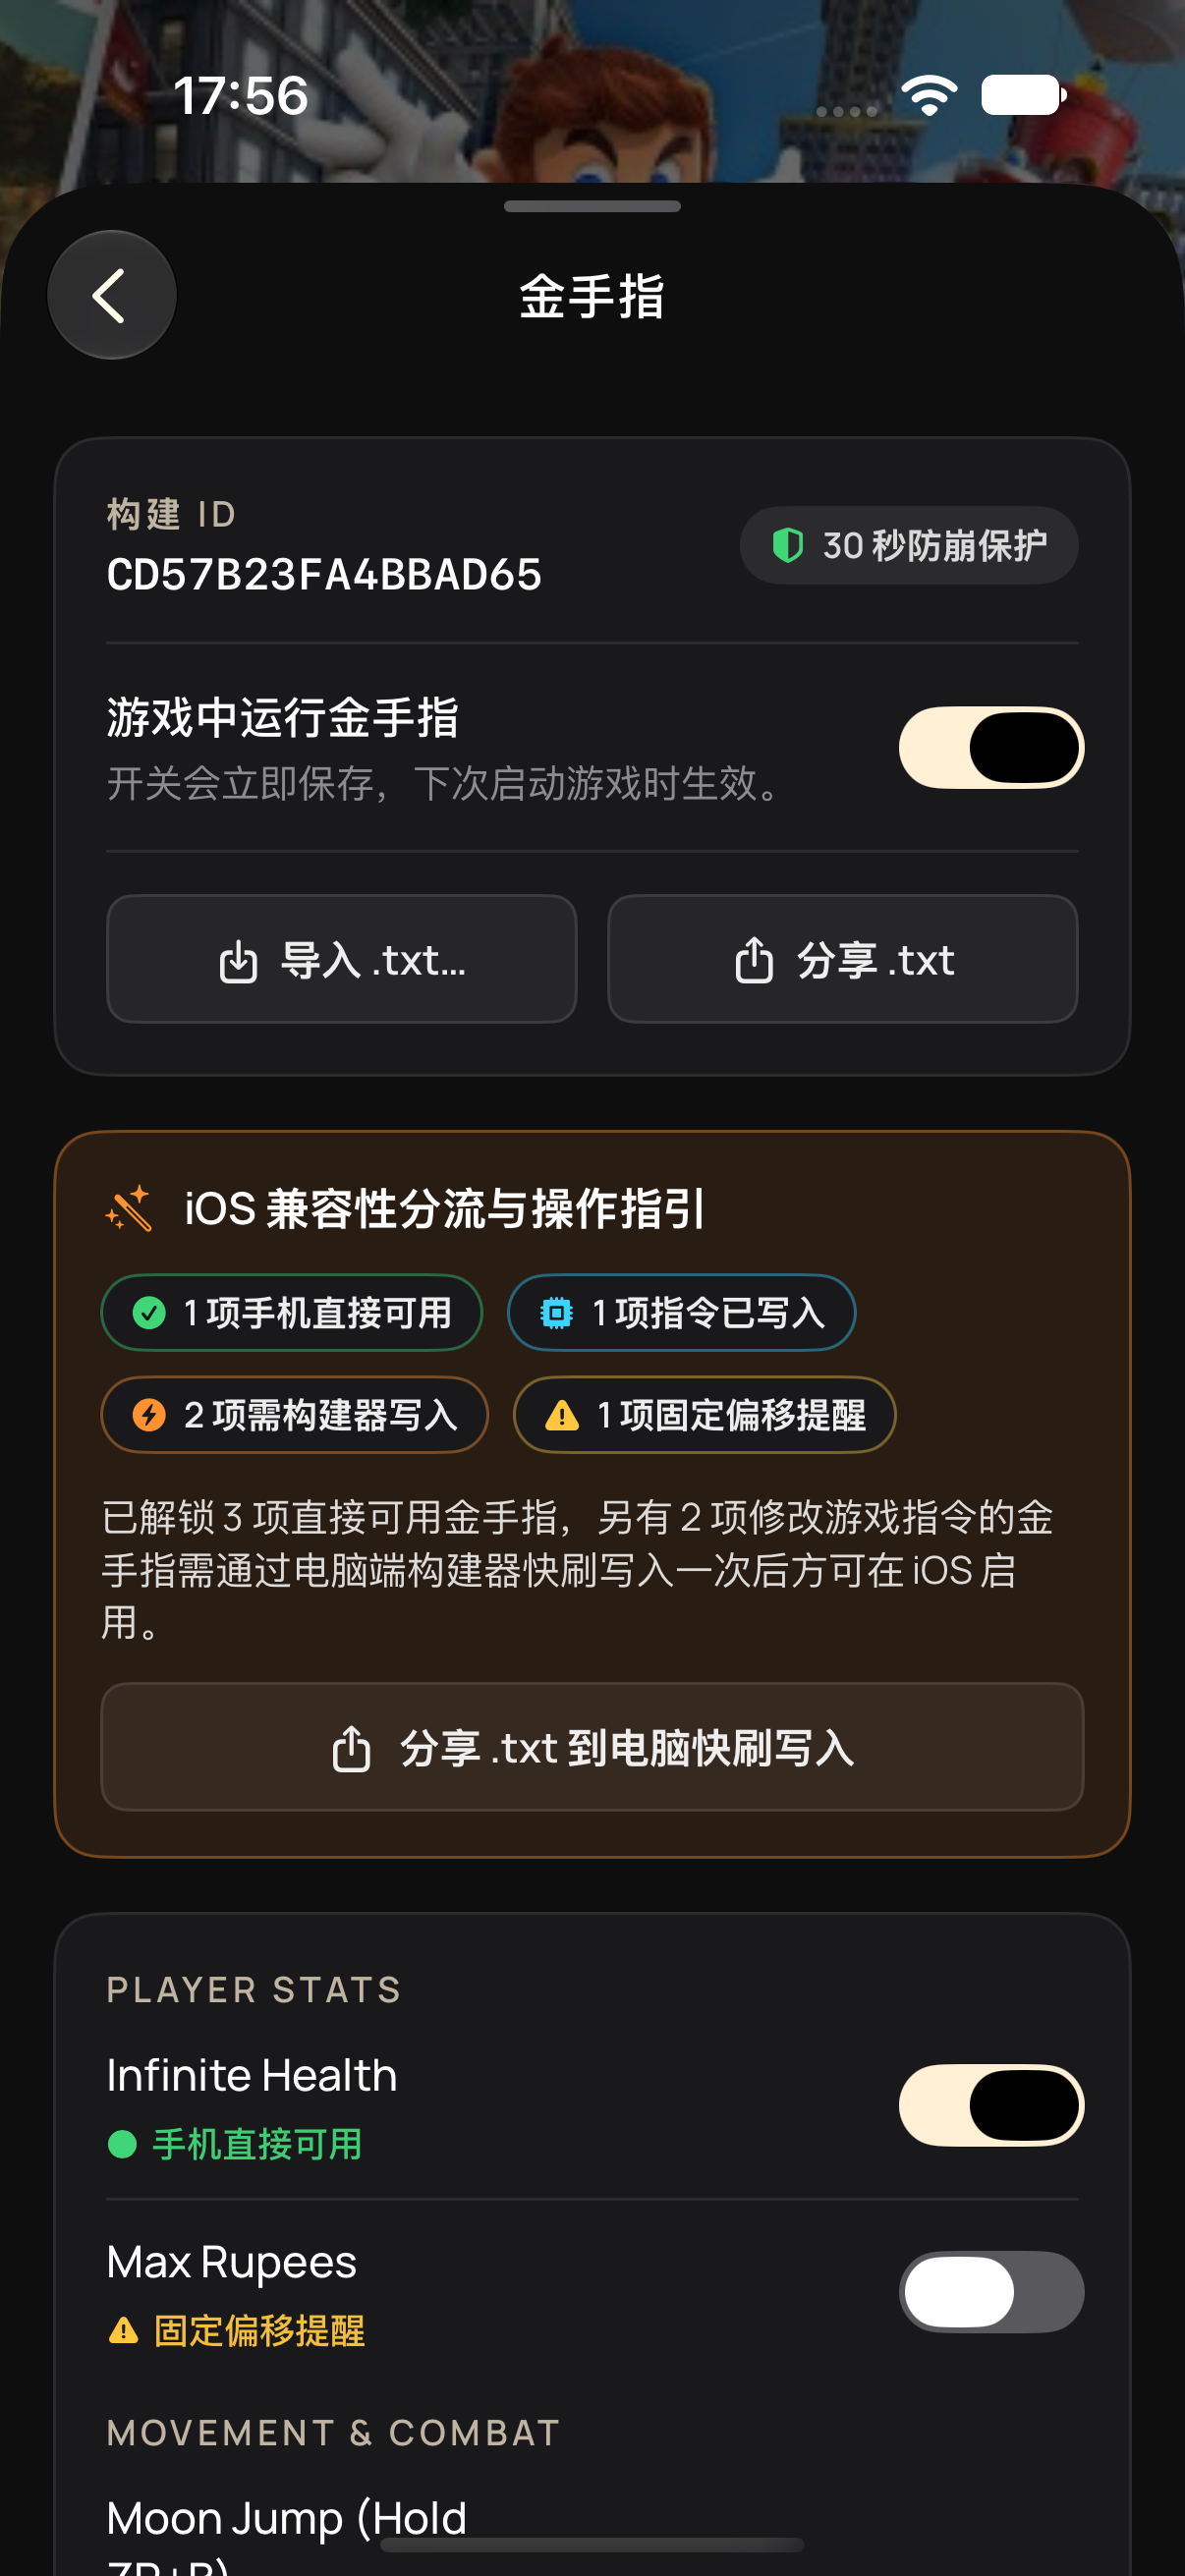 17:56
金手指
构建 ID
CD57B23FA4BBAD65
30 秒防崩保护
游戏中运行金手指
开关会立即保存，下次启动游戏时生效。
导入 .txt...
分享 .txt
iOS 兼容性分流与操作指引
1 项手机直接可用
1 项指令已写入
2 项需构建器写入
1 项固定偏移提醒
已解锁 3 项直接可用金手指，另有 2 项修改游戏指令的金
手指需通过电脑端构建器快刷写入一次后方可在 iOS 启
用。
分享 .txt 到电脑快刷写入
PLAYER STATS
Infinite Health
手机直接可用
Max Rupees
固定偏移提醒
MOVEMENT & COMBAT
Moon Jump (Hold